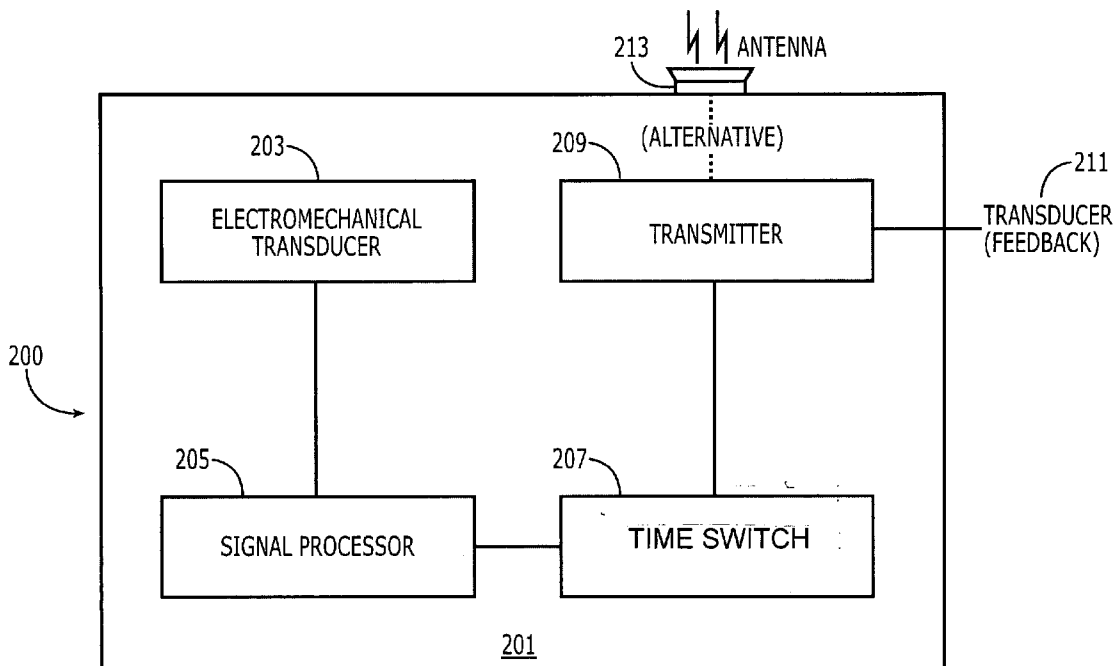 213
ANTENNA
(ALTERNATIVE)
203
209
211
ELECTROMECHANICAL
TRANSDUCER
TRANSMITTER
TRANSDUCER
(FEEDBACK)
200
205
207
SIGNAL PROCESSOR
TIME SWITCH
201